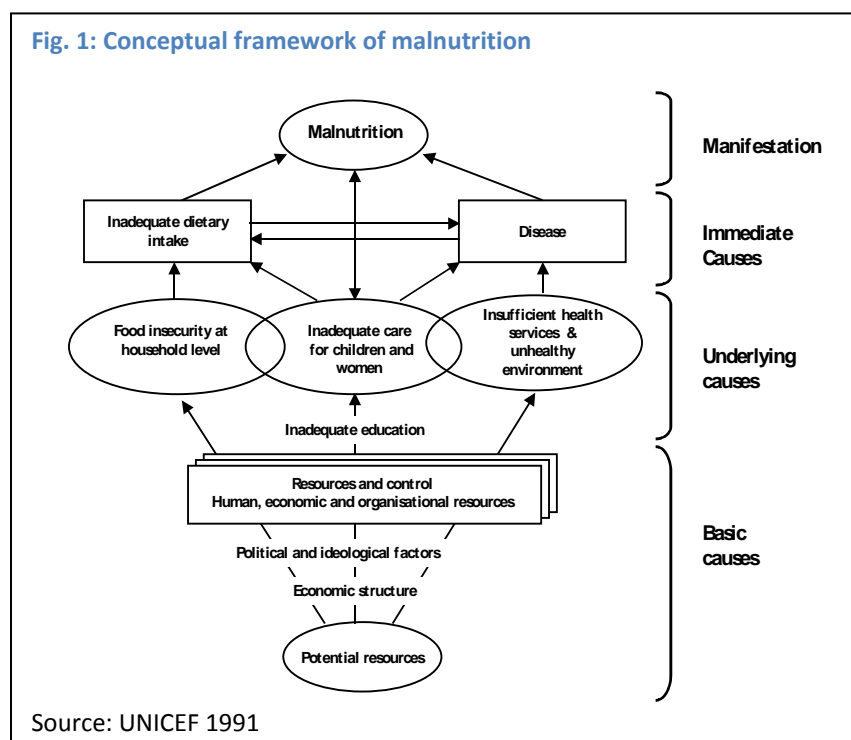 Fig. 1: Conceptual framework of malnutrition
Malnutrition
Manifestation
Inadequate dietary
intake
Disease
Immediate
Causes
Food insecurity at
household level
Inadequate care
for children and
women
Insufficient health
services &
unhealthy
environment
Underlying
causes
Inadequate education
Resources and control
Human, economic and organisational resources
Political and ideological factors
Economic structure
Basic
causes
Potential resources
Source: UNICEF 1991